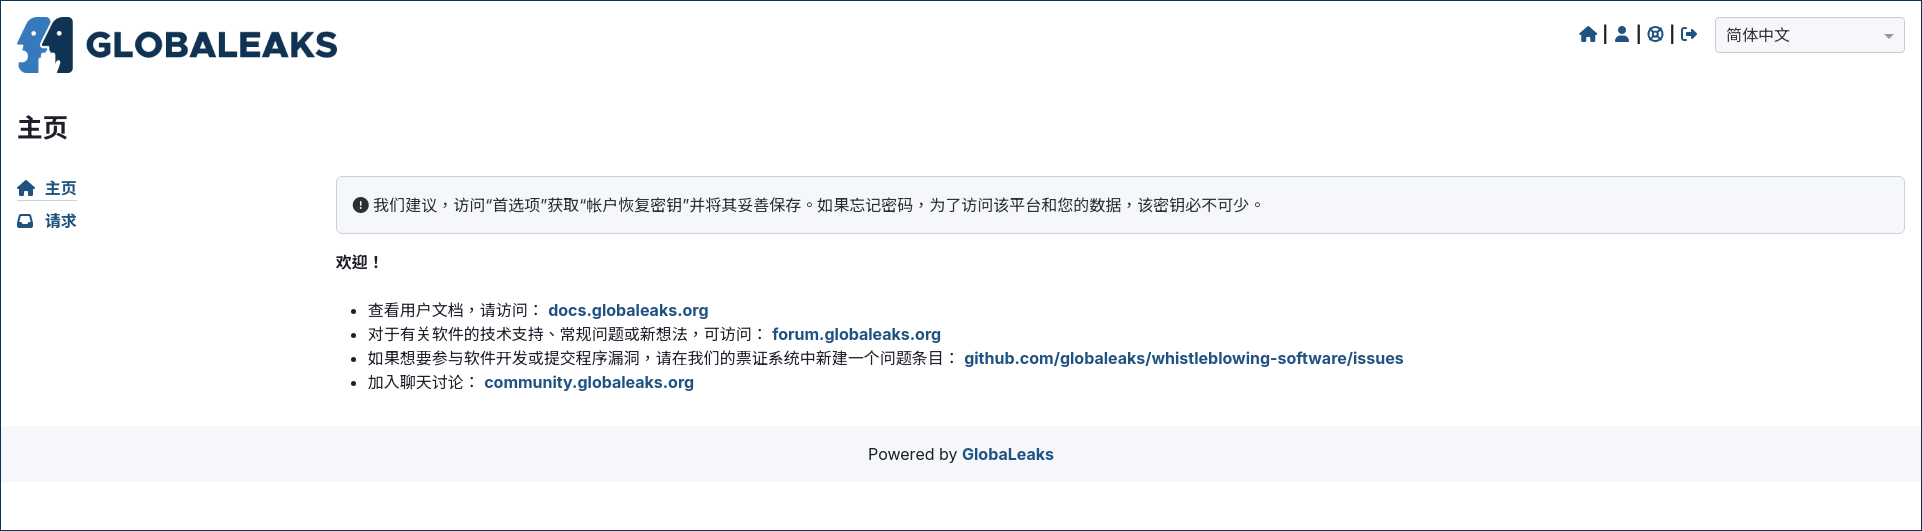 GLOBALEAKS
| | |
简体中文
主页
主页
请求
我们建议，访问“首选项”获取“帐户恢复密钥”并将其妥善保存。如果忘记密码，为了访问该平台和您的数据，该密钥必不可少。
欢迎！
查看用户文档，请访问： docs.globaleaks.org
对于有关软件的技术支持、常规问题或新想法，可访问： forum.globaleaks.org
如果想要参与软件开发或提交程序漏洞，请在我们的票证系统中新建一个问题条目： github.com/globaleaks/whistleblowing-software/issues
加入聊天讨论： community.globaleaks.org
Powered by GlobaLeaks